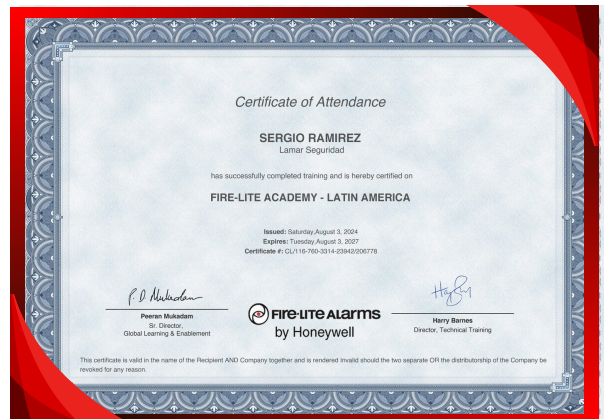 Certificate of Attendance
SERGIO RAMIREZ
Lamar Seguridad
has successfully completed training and is hereby certified on
FIRE-LITE ACADEMY - LATIN AMERICA
Issued: Saturday,August 3, 2024
Expires: Tuesday,August 3, 2027
Certificate #: CL/116-760-3314-23942/206778
P. D. Mukadam
Peeran Mukadam
Sr. Director,
Global Learning & Enablement
FIRE-LITE ALARMS
by Honeywell
Harry Barnes
Director, Technical Training
This certificate is valid in the name of the Recipient AND Company together and is rendered invalid should the two separate OR the distributorship of the Company be
revoked for any reason.